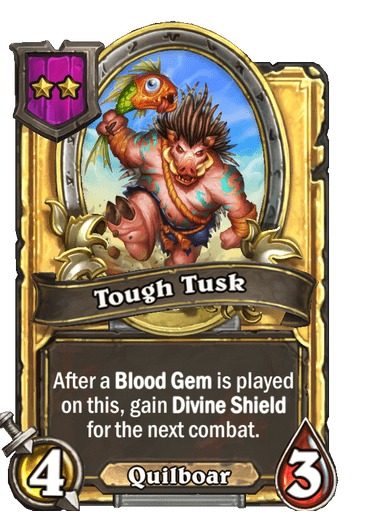 Tough Tusk
After a Blood Gem is played
on this, gain Divine Shield
for the next combat.
4
Quilboar
3